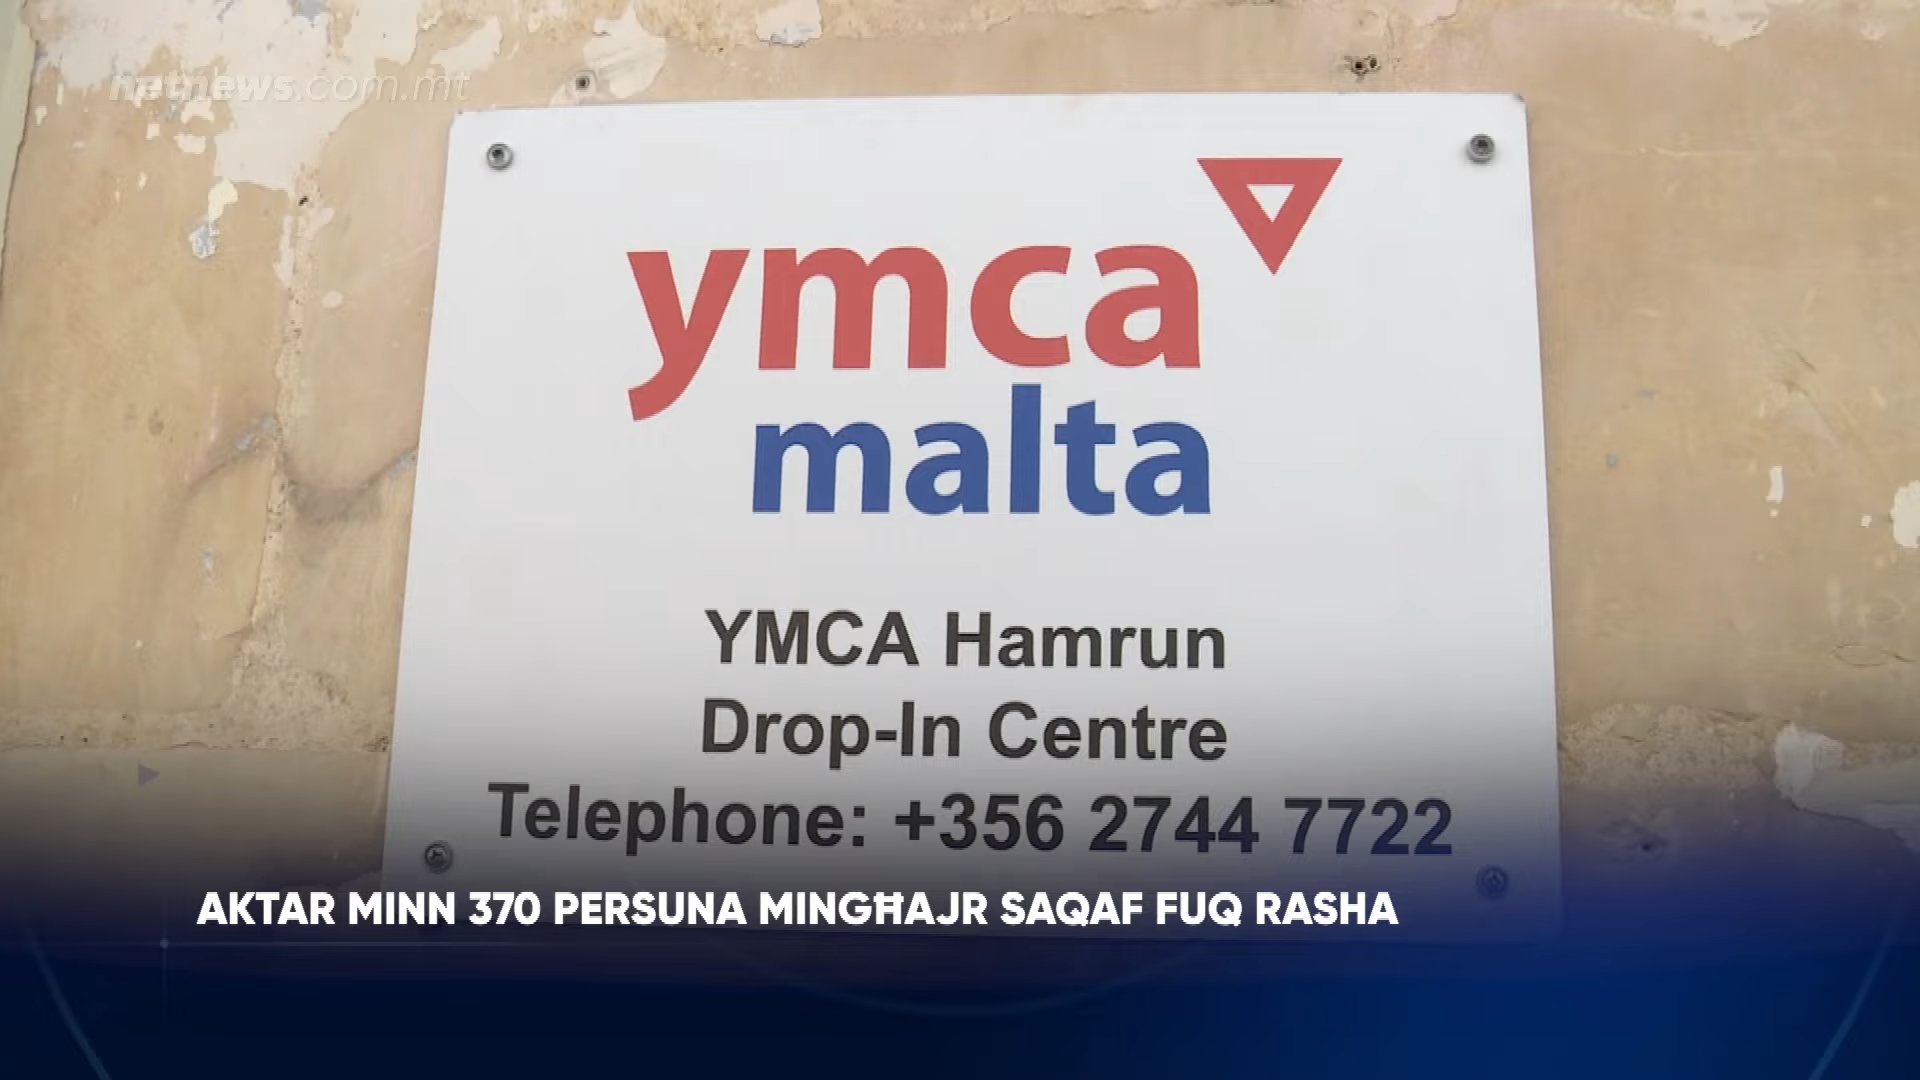 netnews.com.mt
ymca
malta
YMCA Hamrun
Drop-In Centre
Telephone: +356 2744 7722
AKTAR MINN 370 PERSUNA MINGĦAJR SAQAF FUQ RASHA